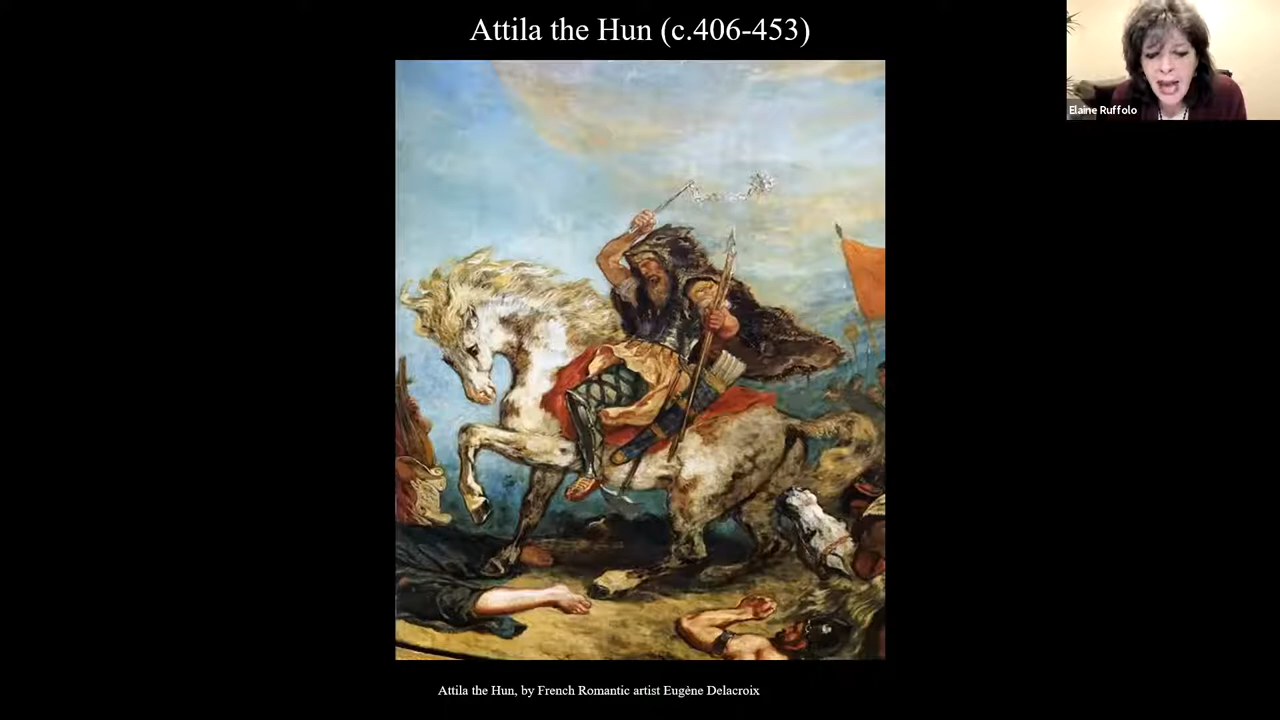 Attila the Hun (c.406-453)
Elaine Ruffolo
Attila the Hun, by French Romantic artist Eugène Delacroix